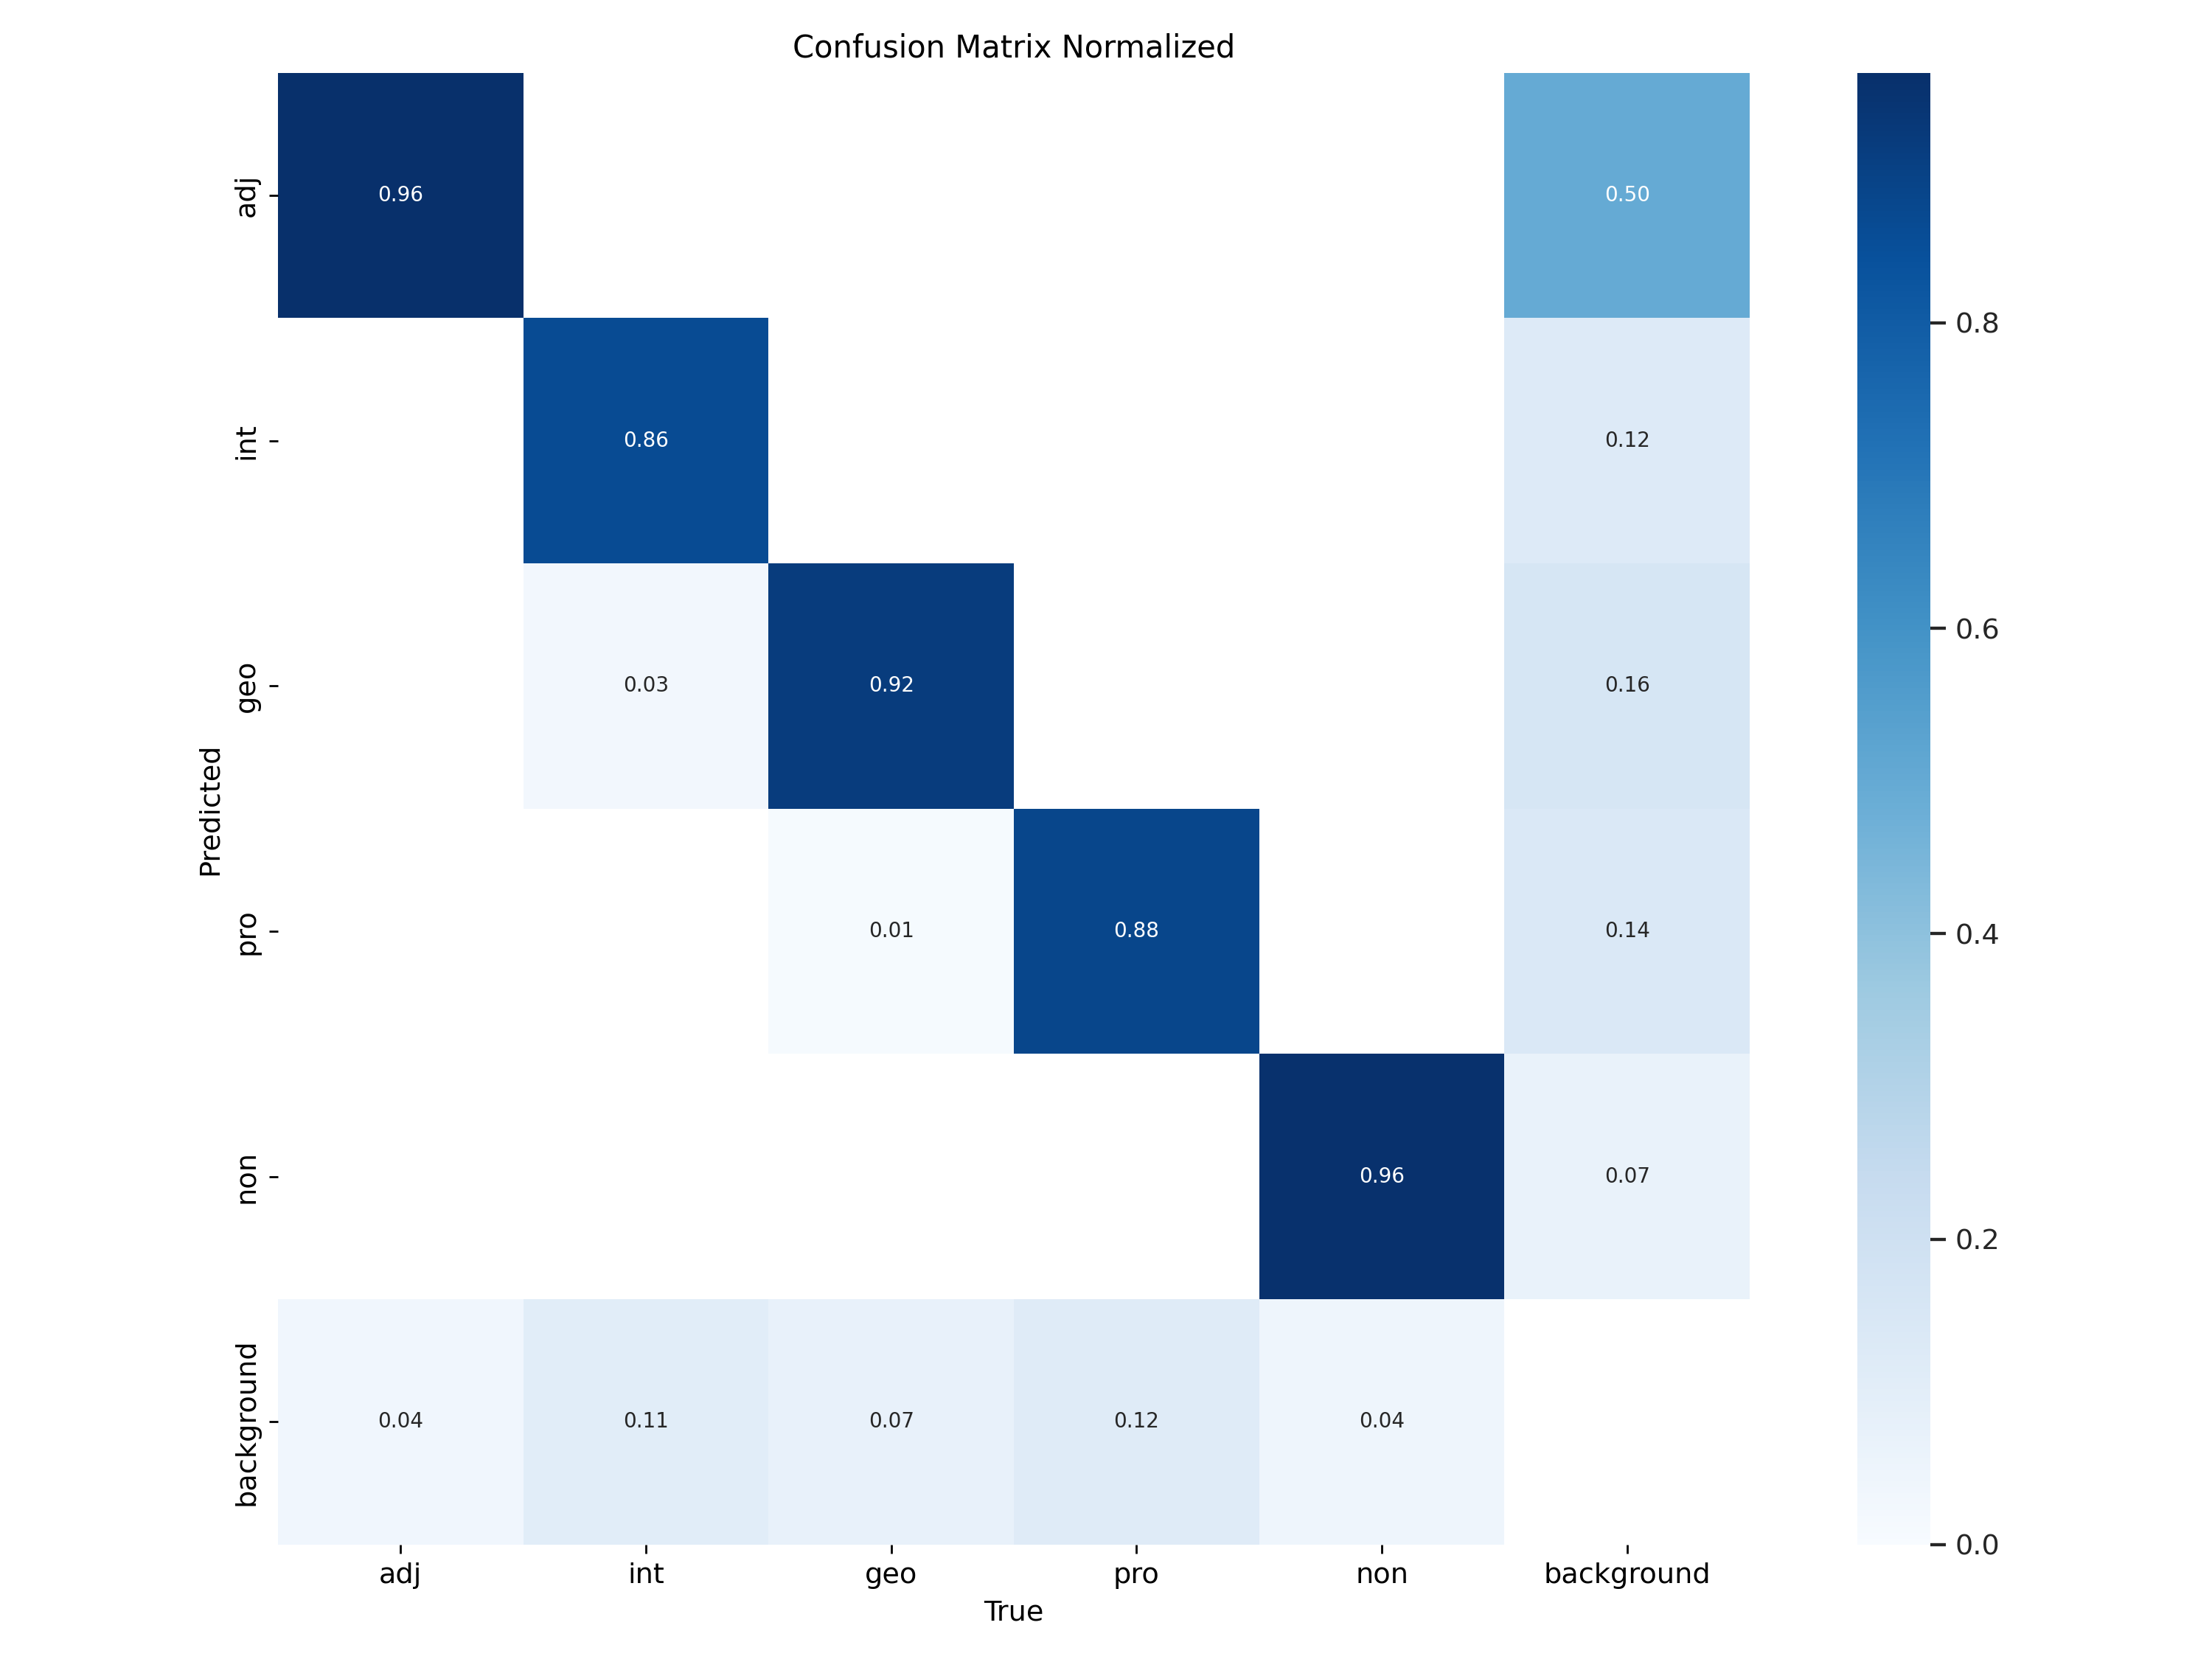 Confusion Matrix Normalized
adj 0.96 0.50
int 0.86 0.12
geo 0.03 0.92 0.16
pro 0.01 0.88 0.14
non 0.96 0.07
background 0.04 0.11 0.07 0.12 0.04
adj int geo pro non background
True
Predicted
0.8
0.6
0.4
0.2
0.0